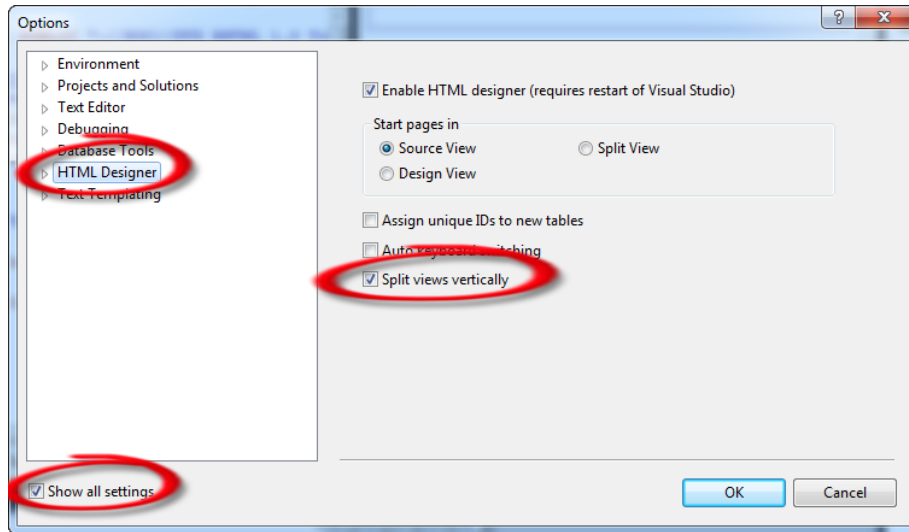 Options
Environment
Projects and Solutions
Text Editor
Debugging
Database Tools
HTML Designer
Text Templating
Show all settings
Enable HTML designer (requires restart of Visual Studio)
Start pages in
Source View
Split View
Design View
Assign unique IDs to new tables
Auto keyboard switching
Split views vertically
OK
Cancel